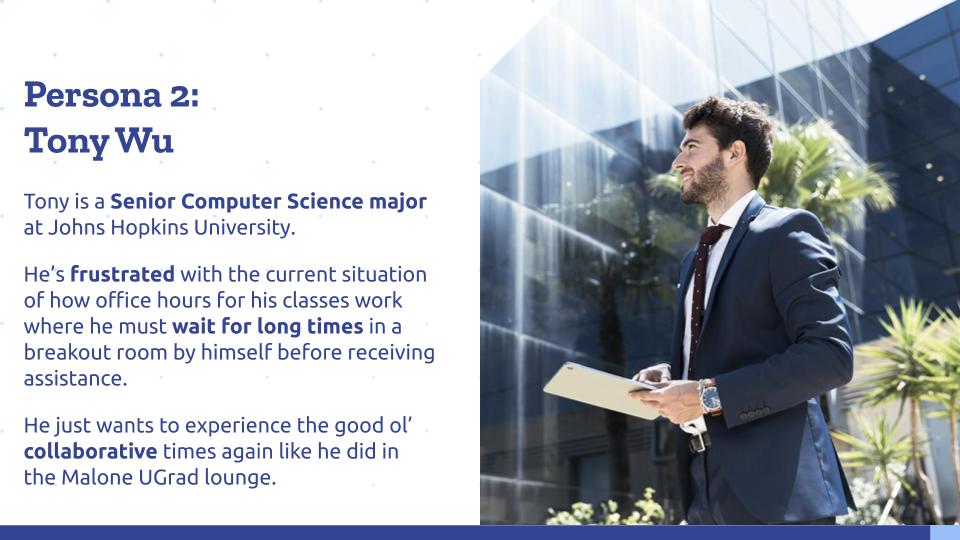 Persona 2:
Tony Wu
Tony is a Senior Computer Science major
at Johns Hopkins University.
He’s frustrated with the current situation
of how office hours for his classes work
where he must wait for long times in a
breakout room by himself before receiving
assistance.
He just wants to experience the good ol’
collaborative times again like he did in
the Malone UGrad lounge.